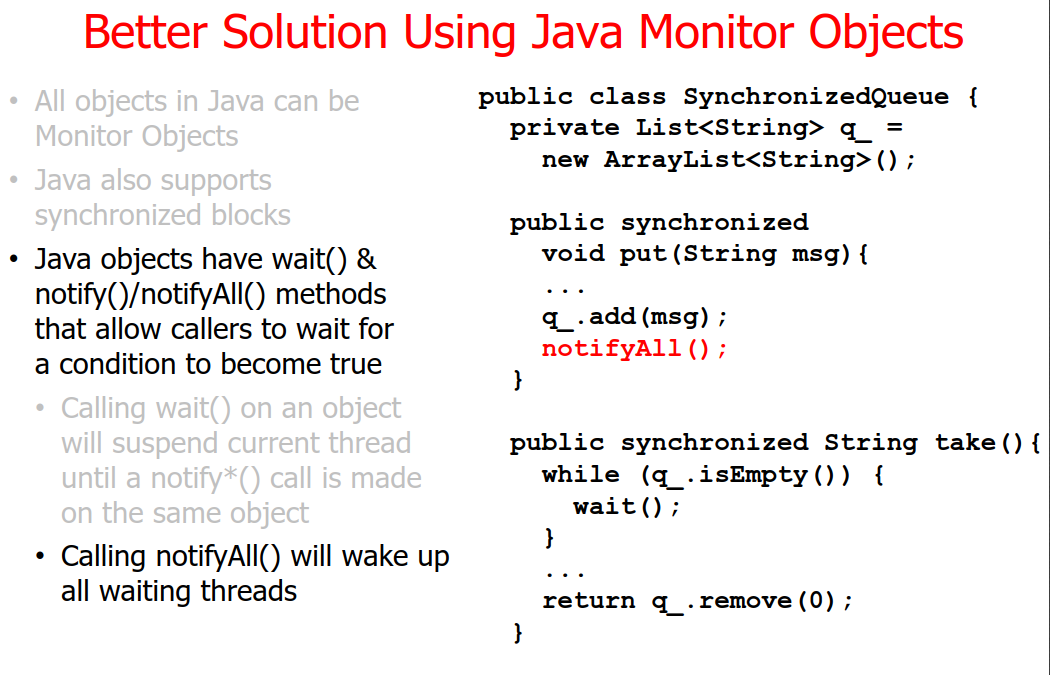 Better Solution Using Java Monitor Objects
• All objects in Java can be
Monitor Objects
• Java also supports
synchronized blocks
• Java objects have wait() &
notify()/notifyAll() methods
that allow callers to wait for
a condition to become true
• Calling wait() on an object
will suspend current thread
until a notify*() call is made
on the same object
• Calling notifyAll() will wake up
all waiting threads
public class SynchronizedQueue {
private List<String> q_ =
new ArrayList<String>();
public synchronized
void put(String msg){
...
q_.add(msg);
notifyAll();
}
public synchronized String take(){
while (q_.isEmpty()) {
wait();
}
...
return q_.remove(0);
}